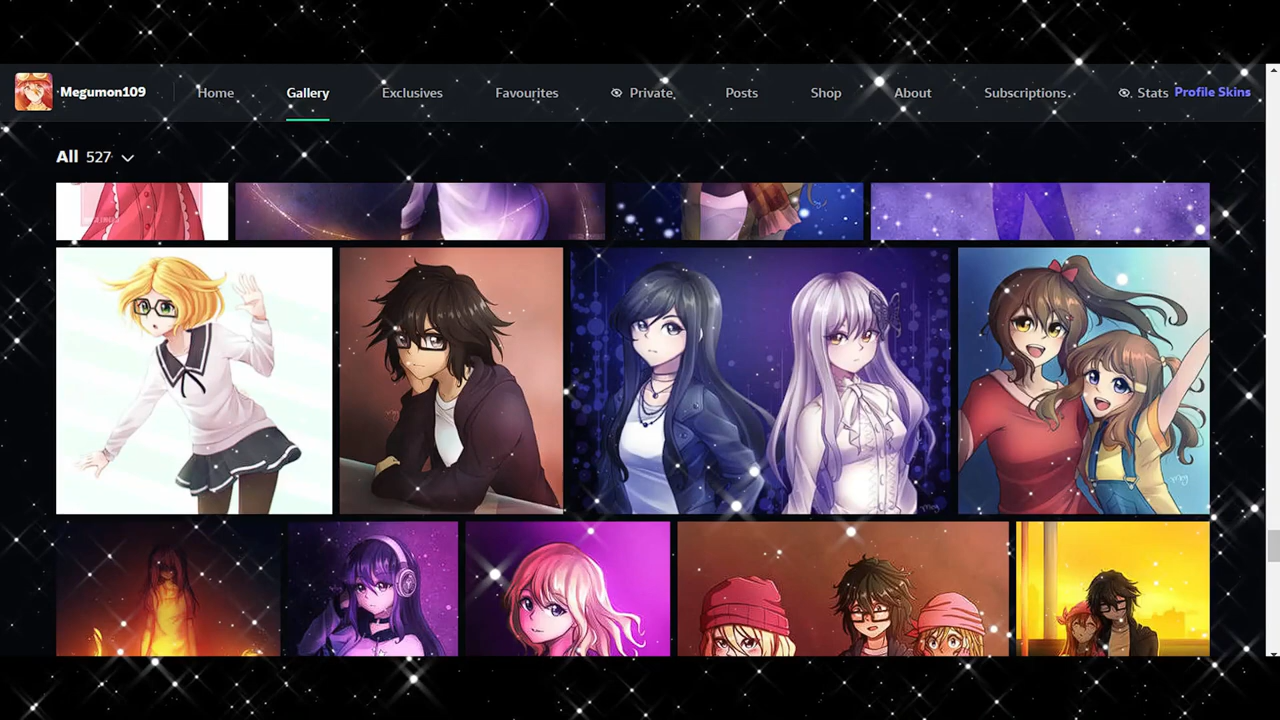 Megumon109
Home
Gallery
Exclusives
Favourites
Private
Posts
Shop
About
Subscriptions
Stats
Profile Skins
All 527